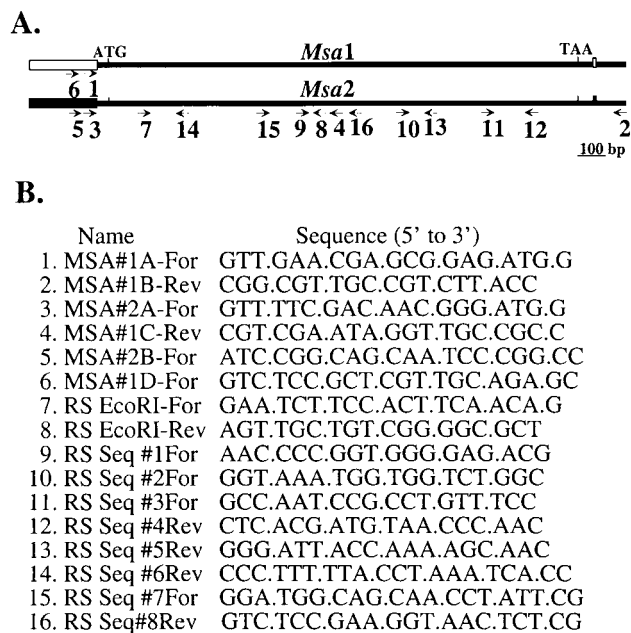 A.
ATG Msa1 TAA
6 1 Msa2
5 3 7 14 15 9 8 4 16 10 13 11 12 2
100 bp
B.
Name Sequence (5' to 3')
1. MSA#1A-For GTT.GAA.CGA.GCG.GAG.ATG.G
2. MSA#1B-Rev CGG.CGT.TGC.CGT.CTT.ACC
3. MSA#2A-For GTT.TTC.GAC.AAC.GGG.ATG.G
4. MSA#1C-Rev CGT.CGA.ATA.GGT.TGC.CGC.C
5. MSA#2B-For ATC.CGG.CAG.CAA.TCC.CGG.CC
6. MSA#1D-For GTC.TCC.GCT.CGT.TGC.AGA.GC
7. RS EcoRI-For GAA.TCT.TCC.ACT.TCA.ACA.G
8. RS EcoRI-Rev AGT.TGC.TGT.CGG.GGC.GCT
9. RS Seq #1For AAC.CCC.GGT.GGG.GAG.ACG
10. RS Seq #2For GGT.AAA.TGG.TGG.TCT.GGC
11. RS Seq #3For GCC.AAT.CCG.CCT.GTT.TCC
12. RS Seq #4Rev CTC.ACG.ATG.TAA.CCC.AAC
13. RS Seq #5Rev GGG.ATT.ACC.AAA.AGC.AAC
14. RS Seq #6Rev CCC.TTT.TTA.CCT.AAA.TCA.CC
15. RS Seq #7For GGA.TGG.CAG.CAA.CCT.ATT.CG
16. RS Seq#8Rev GTC.TCC.GAA.GGT.AAC.TCT.CG